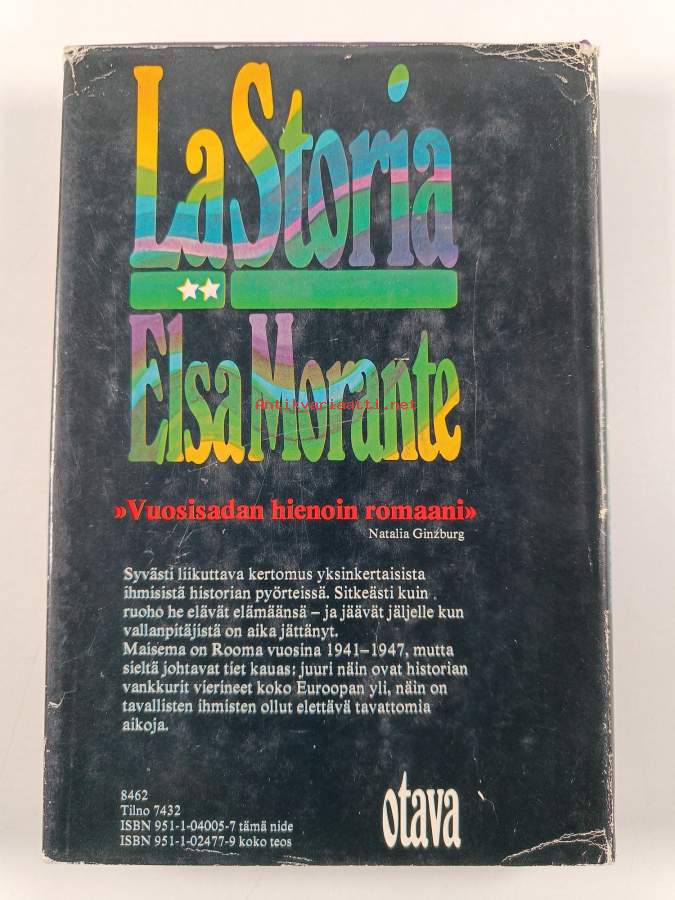 La Storia
Elsa Morante
Antikvariaatti.net
»Vuosisadan hienoin romaani»
Natalia Ginzburg
Syvästi liikuttava kertomus yksinkertaisista
ihmisistä historian pyörteissä. Sitkeästi kuin
ruoho he elävät elämäänsä – ja jäävät jäljelle kun
vallanpitäjistä on aika jättänyt.
Maisema on Rooma vuosina 1941–1947, mutta
sieltä johtavat tiet kauas: juuri näin ovat historian
vankkurit vierineet koko Euroopan yli, näin on
tavallisten ihmisten ollut elettävä tavattomia
aikoja.
8462
Tilno 7432
ISBN 951-1-04005-7 tämä nide
ISBN 951-1-02477-9 koko teos
otava